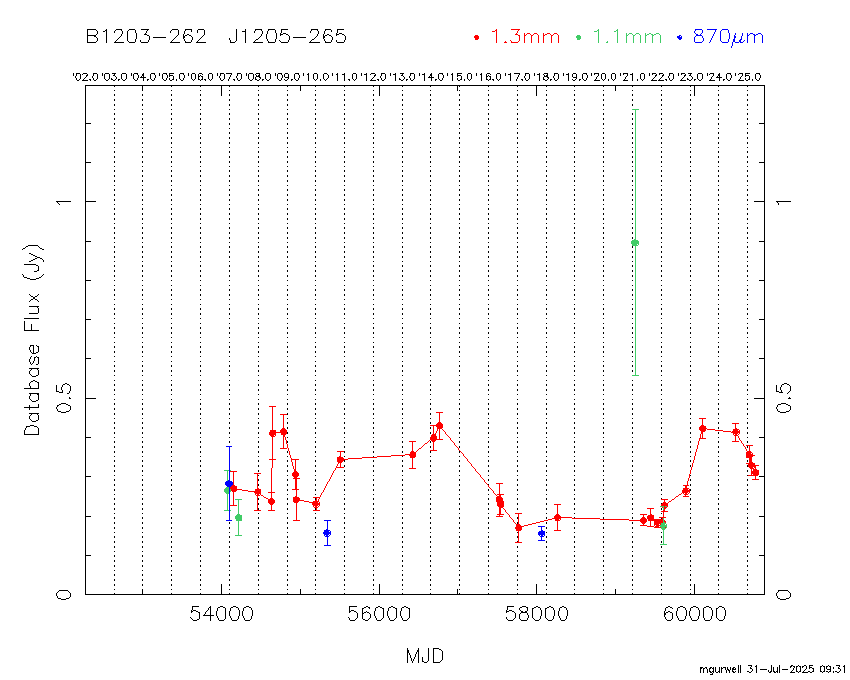 B1203-262 J1205-265 1.3mm 1.1mm 870μm
'02.0 '03.0 '04.0 '05.0 '06.0 '07.0 '08.0 '09.0 '10.0 '11.0 '12.0 '13.0 '14.0 '15.0 '16.0 '17.0 '18.0 '19.0 '20.0 '21.0 '22.0 '23.0 '24.0 '25.0
1 1
Database Flux (Jy)
0.5 0.5
0 0
54000 56000 58000 60000
MJD
mgurwell 31-Jul-2025 09:31